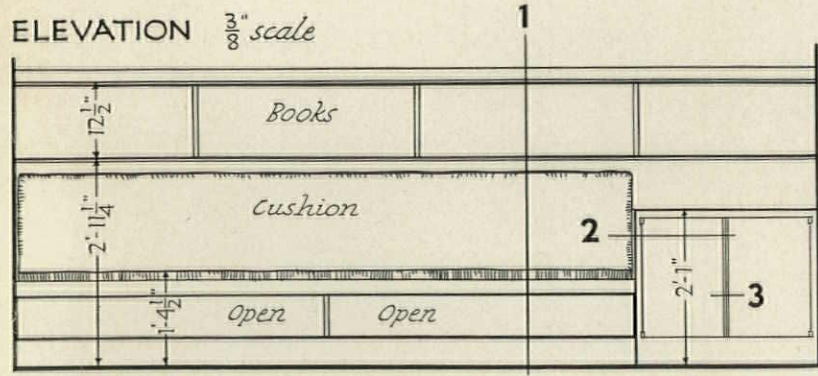 ELEVATION 3/8" scale
1
12 1/2"
Books
2'-11 1/4"
Cushion
2
2'-1"
3
1'-4 1/2"
Open
Open